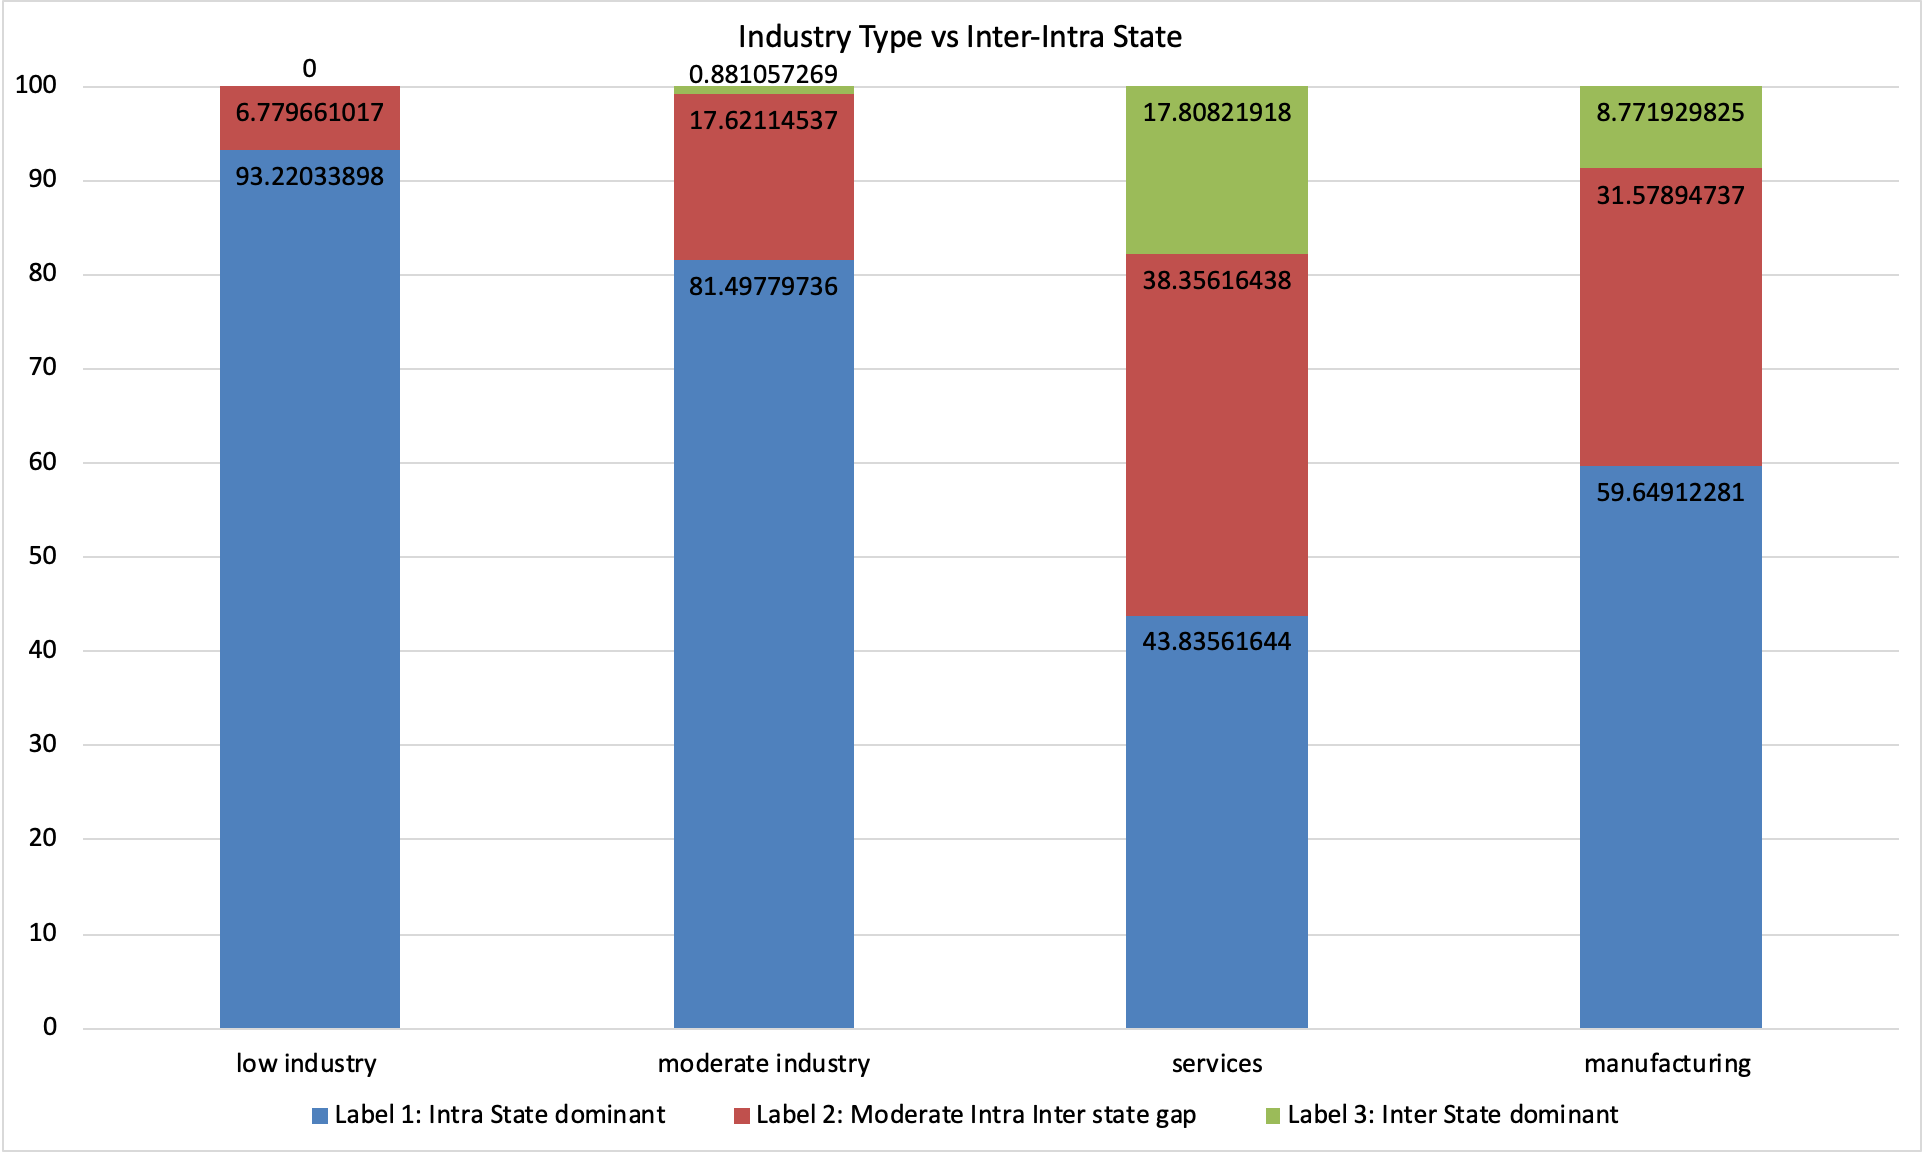 Industry Type vs Inter-Intra State
0
0.881057269
100
6.779661017
17.62114537
17.80821918
8.771929825
90
93.22033898
31.57894737
80
81.49779736
38.35616438
70
60
59.64912281
50
40
43.83561644
30
20
10
0
low industry
moderate industry
services
manufacturing
Label 1: Intra State dominant
Label 2: Moderate Intra Inter state gap
Label 3: Inter State dominant